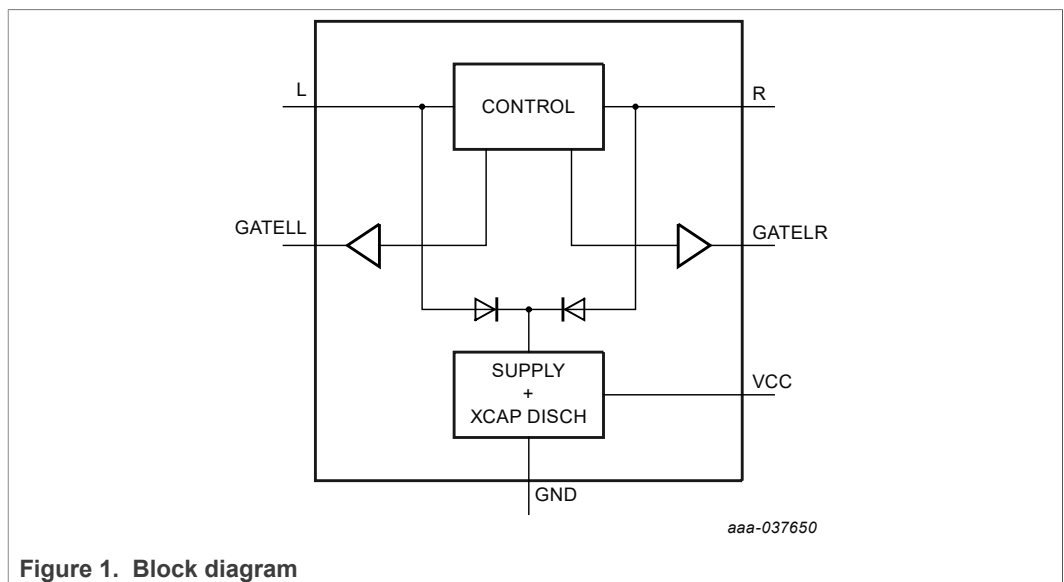 L
CONTROL
R
GATELL
GATELR
SUPPLY
+
XCAP DISCH
VCC
GND
aaa-037650
Figure 1. Block diagram